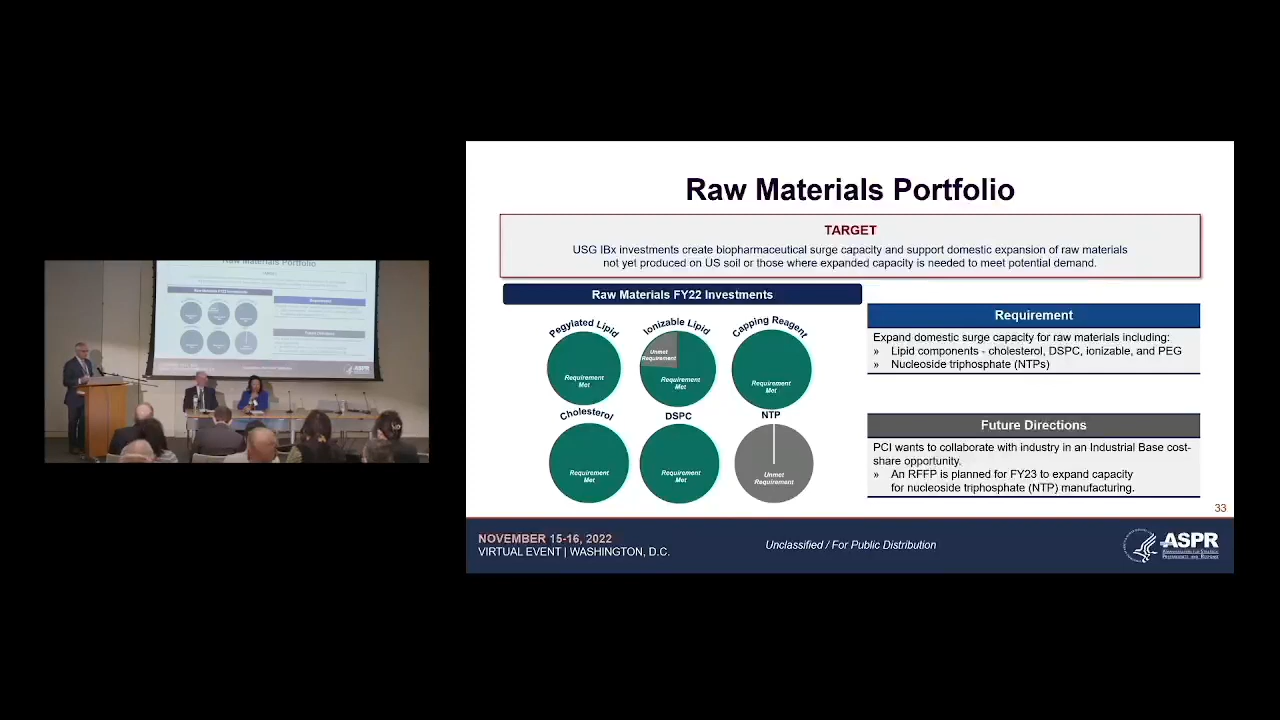 Raw Materials Portfolio
TARGET
USG IBx investments create biopharmaceutical surge capacity and support domestic expansion of raw materials
not yet produced on US soil or those where expanded capacity is needed to meet potential demand.
Raw Materials FY22 Investments
Pegylated Lipid
Requirement
Met
Ionizable Lipid
Unmet
Requirement
Requirement
Met
Capping Reagent
Requirement
Met
Cholesterol
Requirement
Met
DSPC
Requirement
Met
NTP
Unmet
Requirement
Requirement
Expand domestic surge capacity for raw materials including:
» Lipid components - cholesterol, DSPC, ionizable, and PEG
» Nucleoside triphosphate (NTPs)
Future Directions
PCI wants to collaborate with industry in an Industrial Base cost-
share opportunity.
» An RFFP is planned for FY23 to expand capacity
for nucleoside triphosphate (NTP) manufacturing.
33
NOVEMBER 15-16, 2022
VIRTUAL EVENT | WASHINGTON, D.C.
Unclassified / For Public Distribution
ASPR
Raw Materials Portfolio